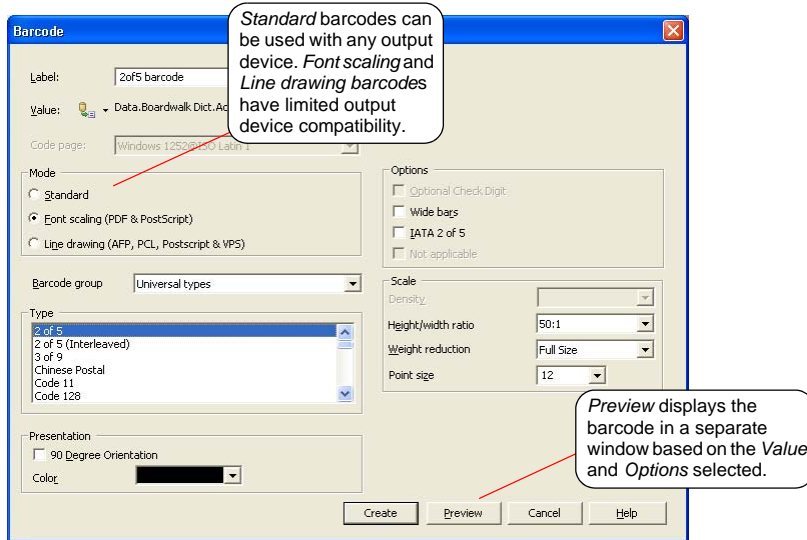 Barcode
Standard barcodes can
be used with any output
device. Font scaling and
Line drawing barcodes
have limited output
device compatibility.
Label:
2of5 barcode
Value:
Data.Boardwalk Dict.Ac
Code page:
Windows 1252@ISO Latin 1
Mode
Standard
Font scaling (PDF & PostScript)
Line drawing (AFP, PCL, Postscript & VPS)
Options
Optional Check Digit
Wide bars
IATA 2 of 5
Not applicable
Barcode group
Universal types
Type
2 of 5
2 of 5 (Interleaved)
3 of 9
Chinese Postal
Code 11
Code 128
Scale
Density
Height/width ratio
50:1
Weight reduction
Full Size
Point size
12
Preview displays the
barcode in a separate
window based on the Value
and Options selected.
Presentation
90 Degree Orientation
Color
Create
Preview
Cancel
Help